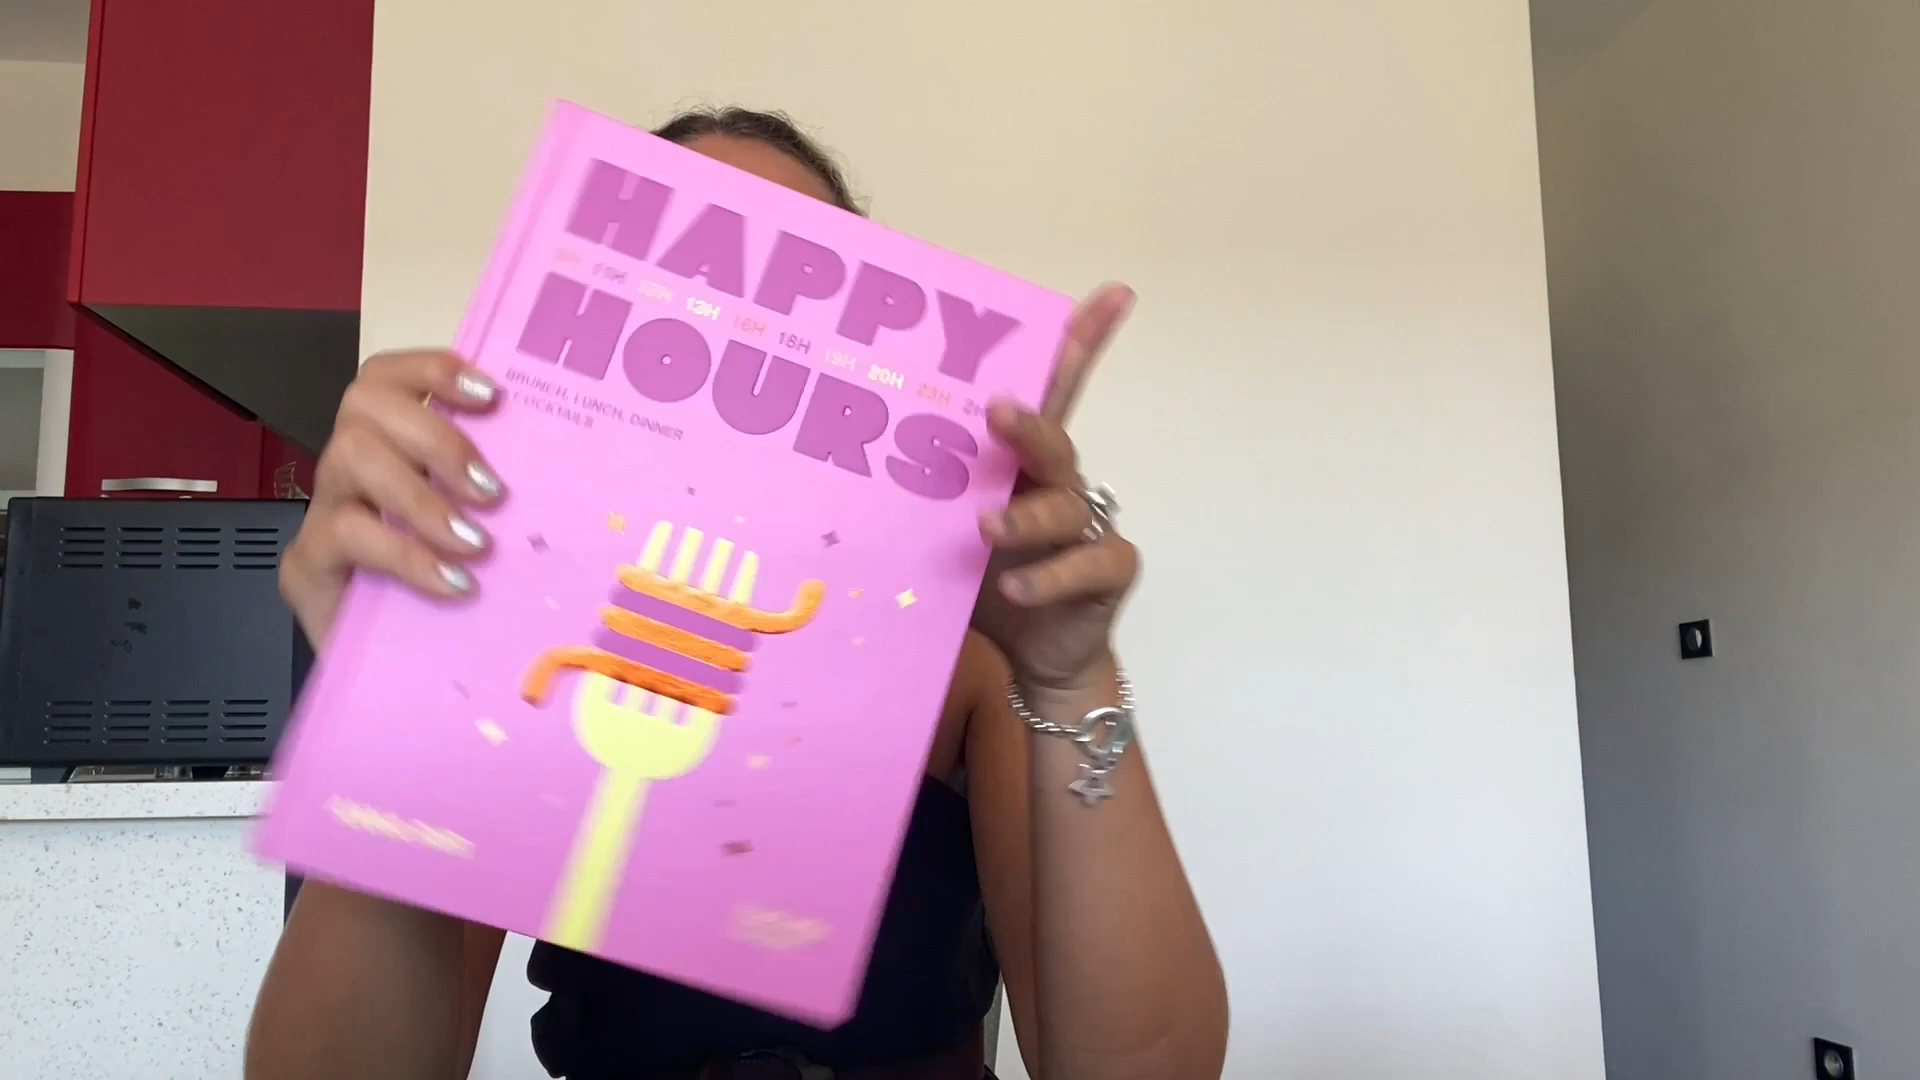 HAPPY
11H 12H 13H 16H 18H 19H 20H 23H
HOURS
BRUNCH, LUNCH, DINNER
COCKTAILS